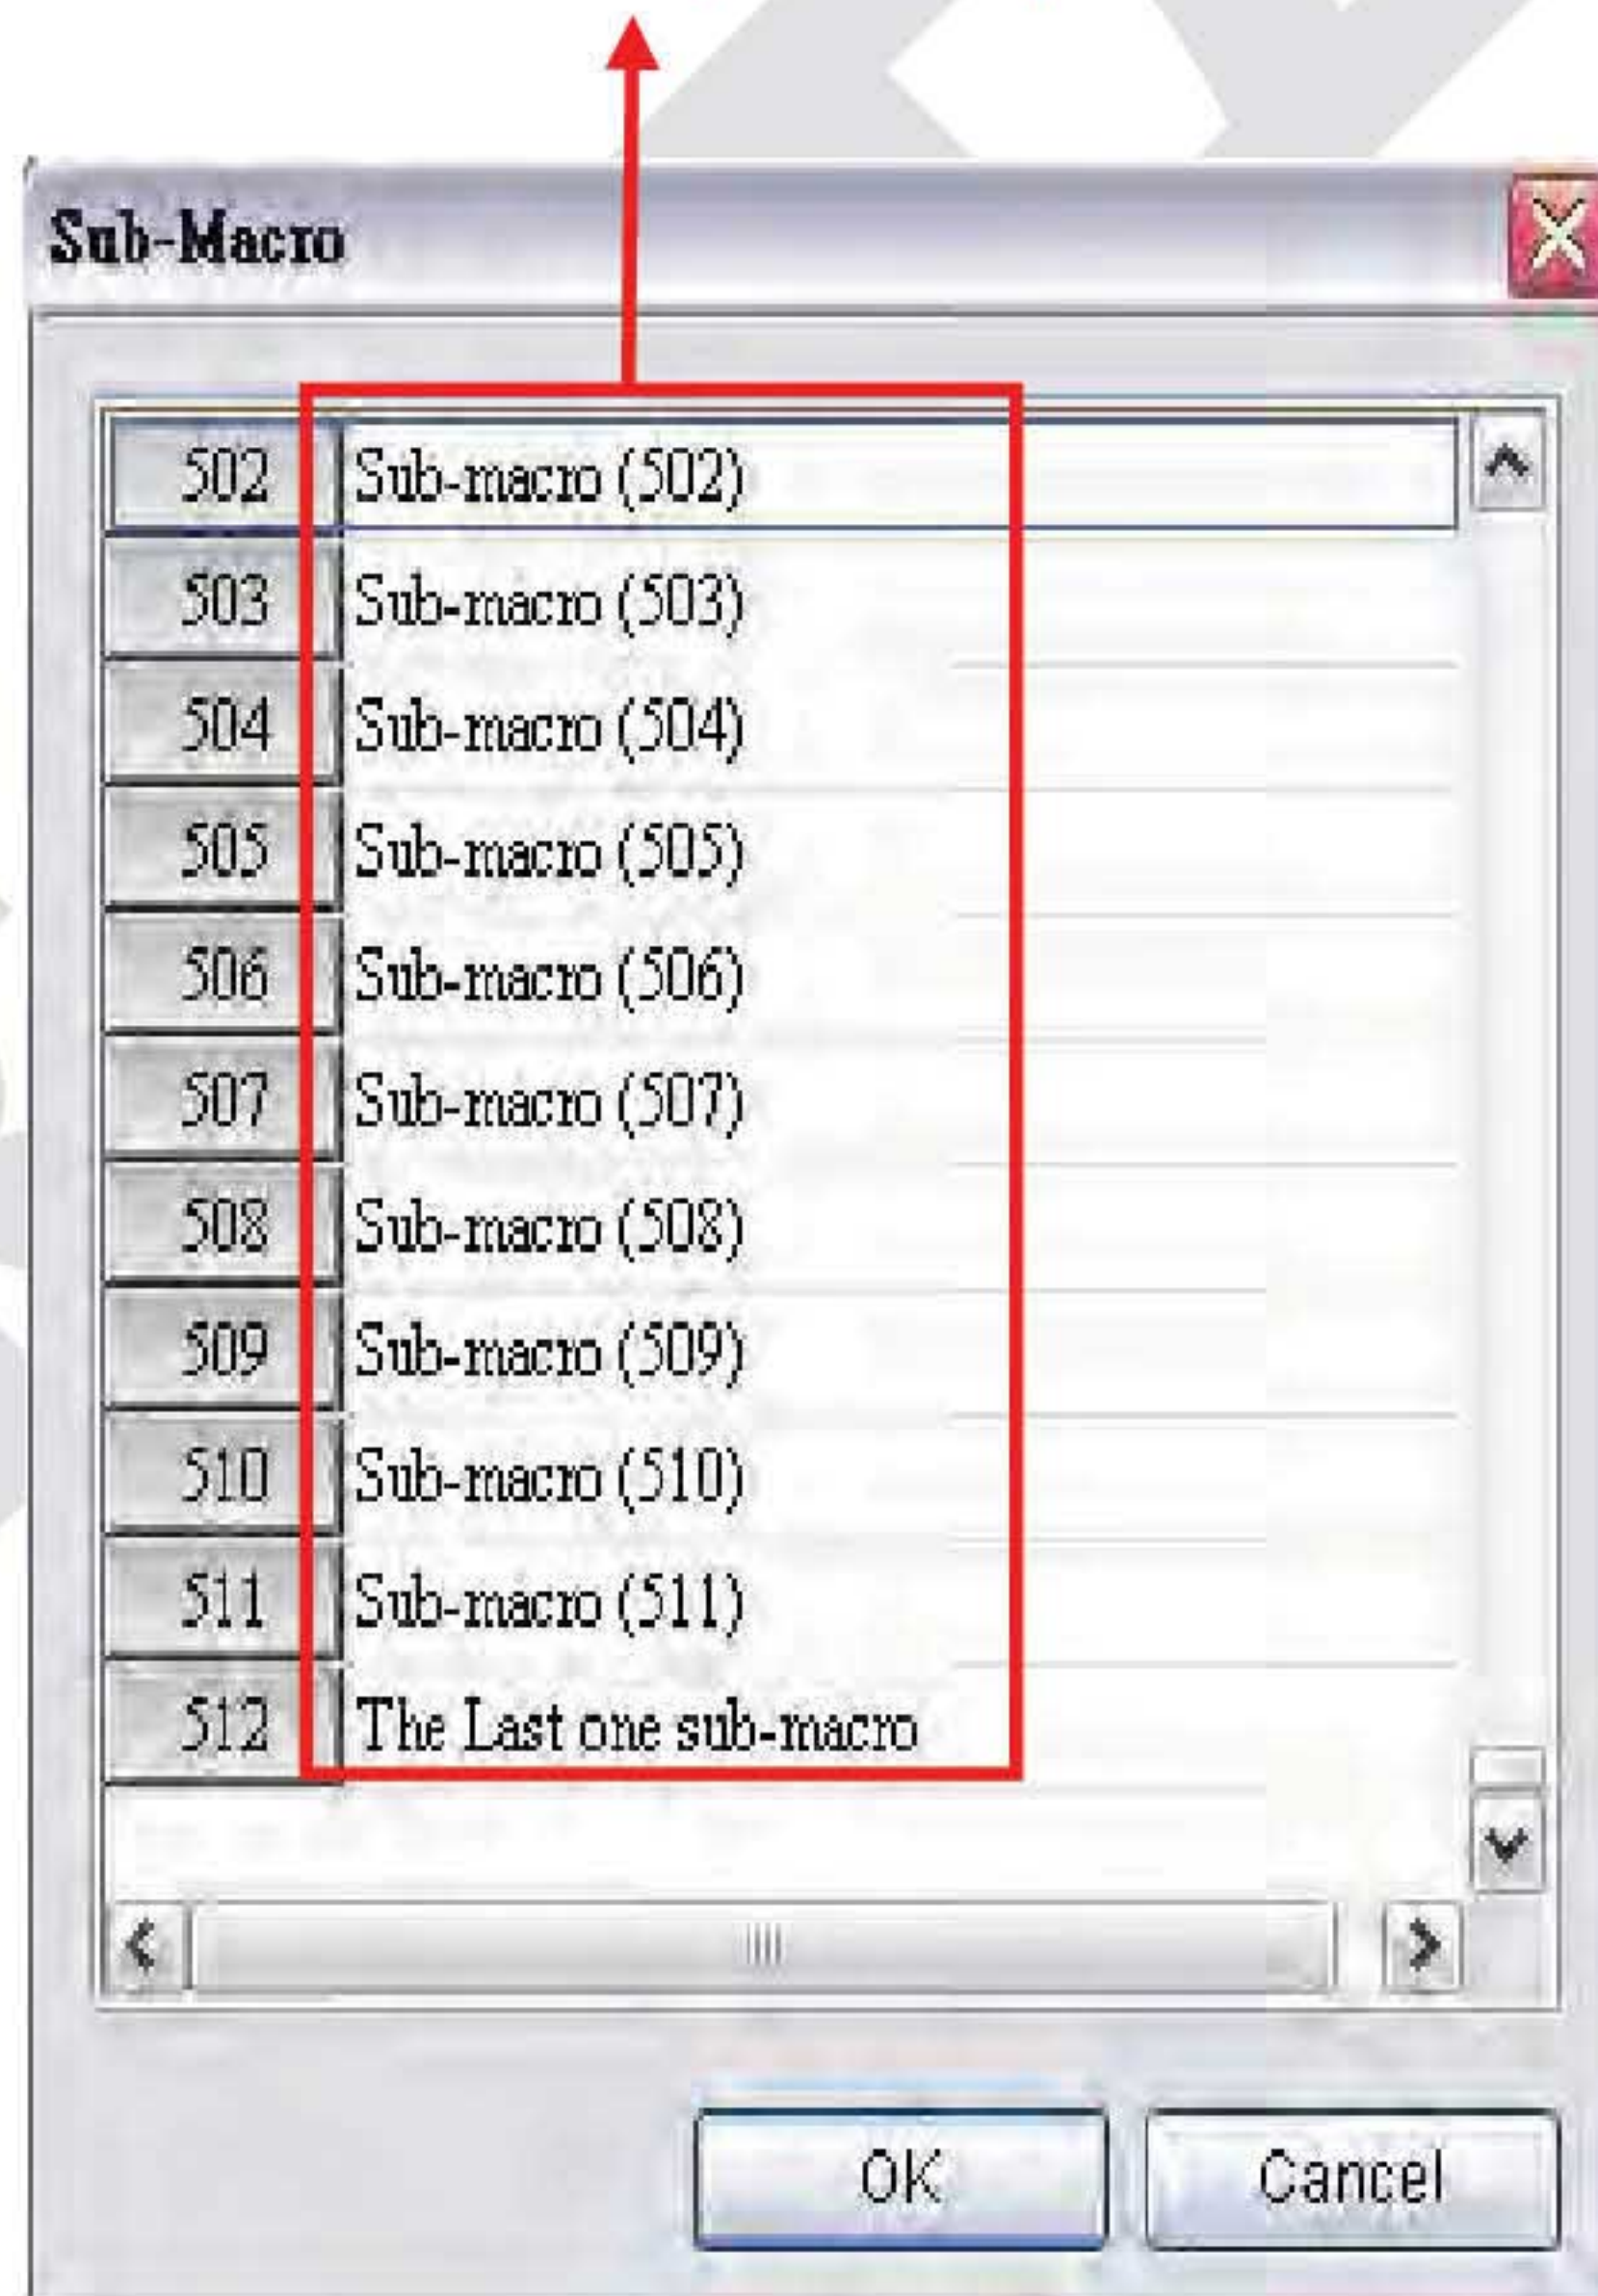 Sub-Macro
502 Sub-macro (502)
503 Sub-macro (503)
504 Sub-macro (504)
505 Sub-macro (505)
506 Sub-macro (506)
507 Sub-macro (507)
508 Sub-macro (508)
509 Sub-macro (509)
510 Sub-macro (510)
511 Sub-macro (511)
512 The Last one sub-macro
OK Cancel